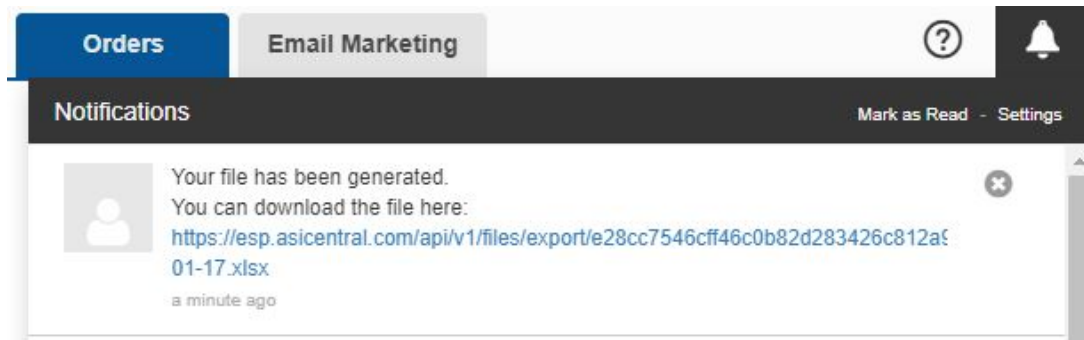 Orders Email Marketing ?
Notifications Mark as Read - Settings
Your file has been generated.
You can download the file here:
https://esp.asicentral.com/api/v1/files/export/e28cc7546cff46c0b82d283426c812a9
01-17.xlsx
a minute ago